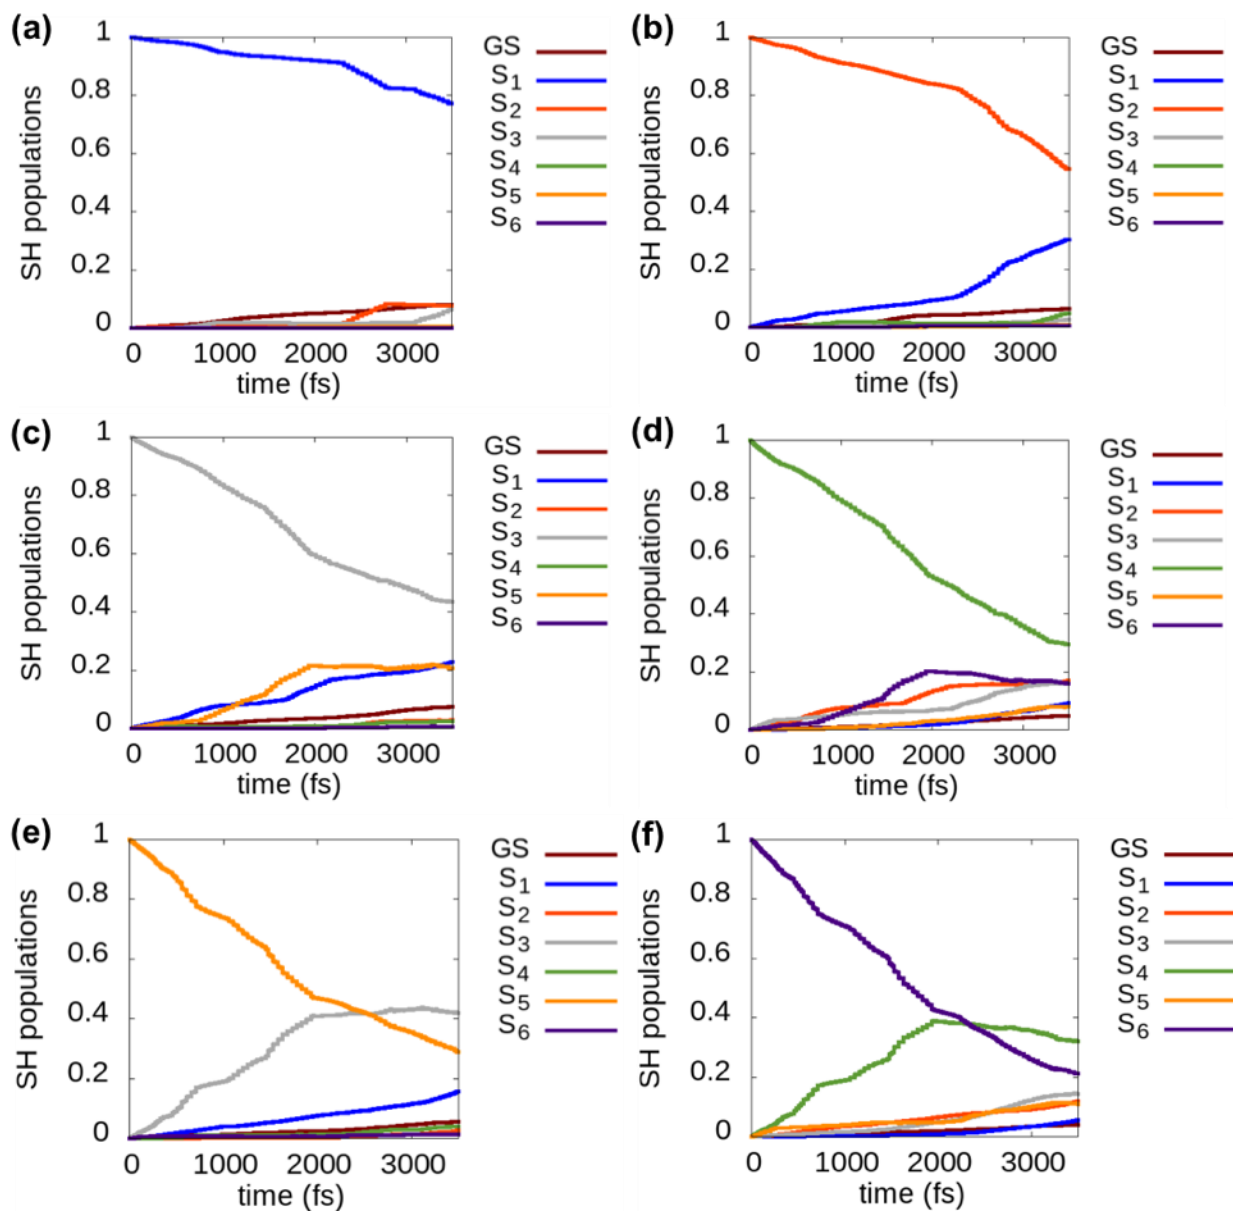 (a)
SH populations
1
0.8
0.6
0.4
0.2
0
0 1000 2000 3000
time (fs)
GS
S1
S2
S3
S4
S5
S6
(b)
SH populations
1
0.8
0.6
0.4
0.2
0
0 1000 2000 3000
time (fs)
GS
S1
S2
S3
S4
S5
S6
(c)
SH populations
1
0.8
0.6
0.4
0.2
0
0 1000 2000 3000
time (fs)
GS
S1
S2
S3
S4
S5
S6
(d)
SH populations
1
0.8
0.6
0.4
0.2
0
0 1000 2000 3000
time (fs)
GS
S1
S2
S3
S4
S5
S6
(e)
SH populations
1
0.8
0.6
0.4
0.2
0
0 1000 2000 3000
time (fs)
GS
S1
S2
S3
S4
S5
S6
(f)
SH populations
1
0.8
0.6
0.4
0.2
0
0 1000 2000 3000
time (fs)
GS
S1
S2
S3
S4
S5
S6